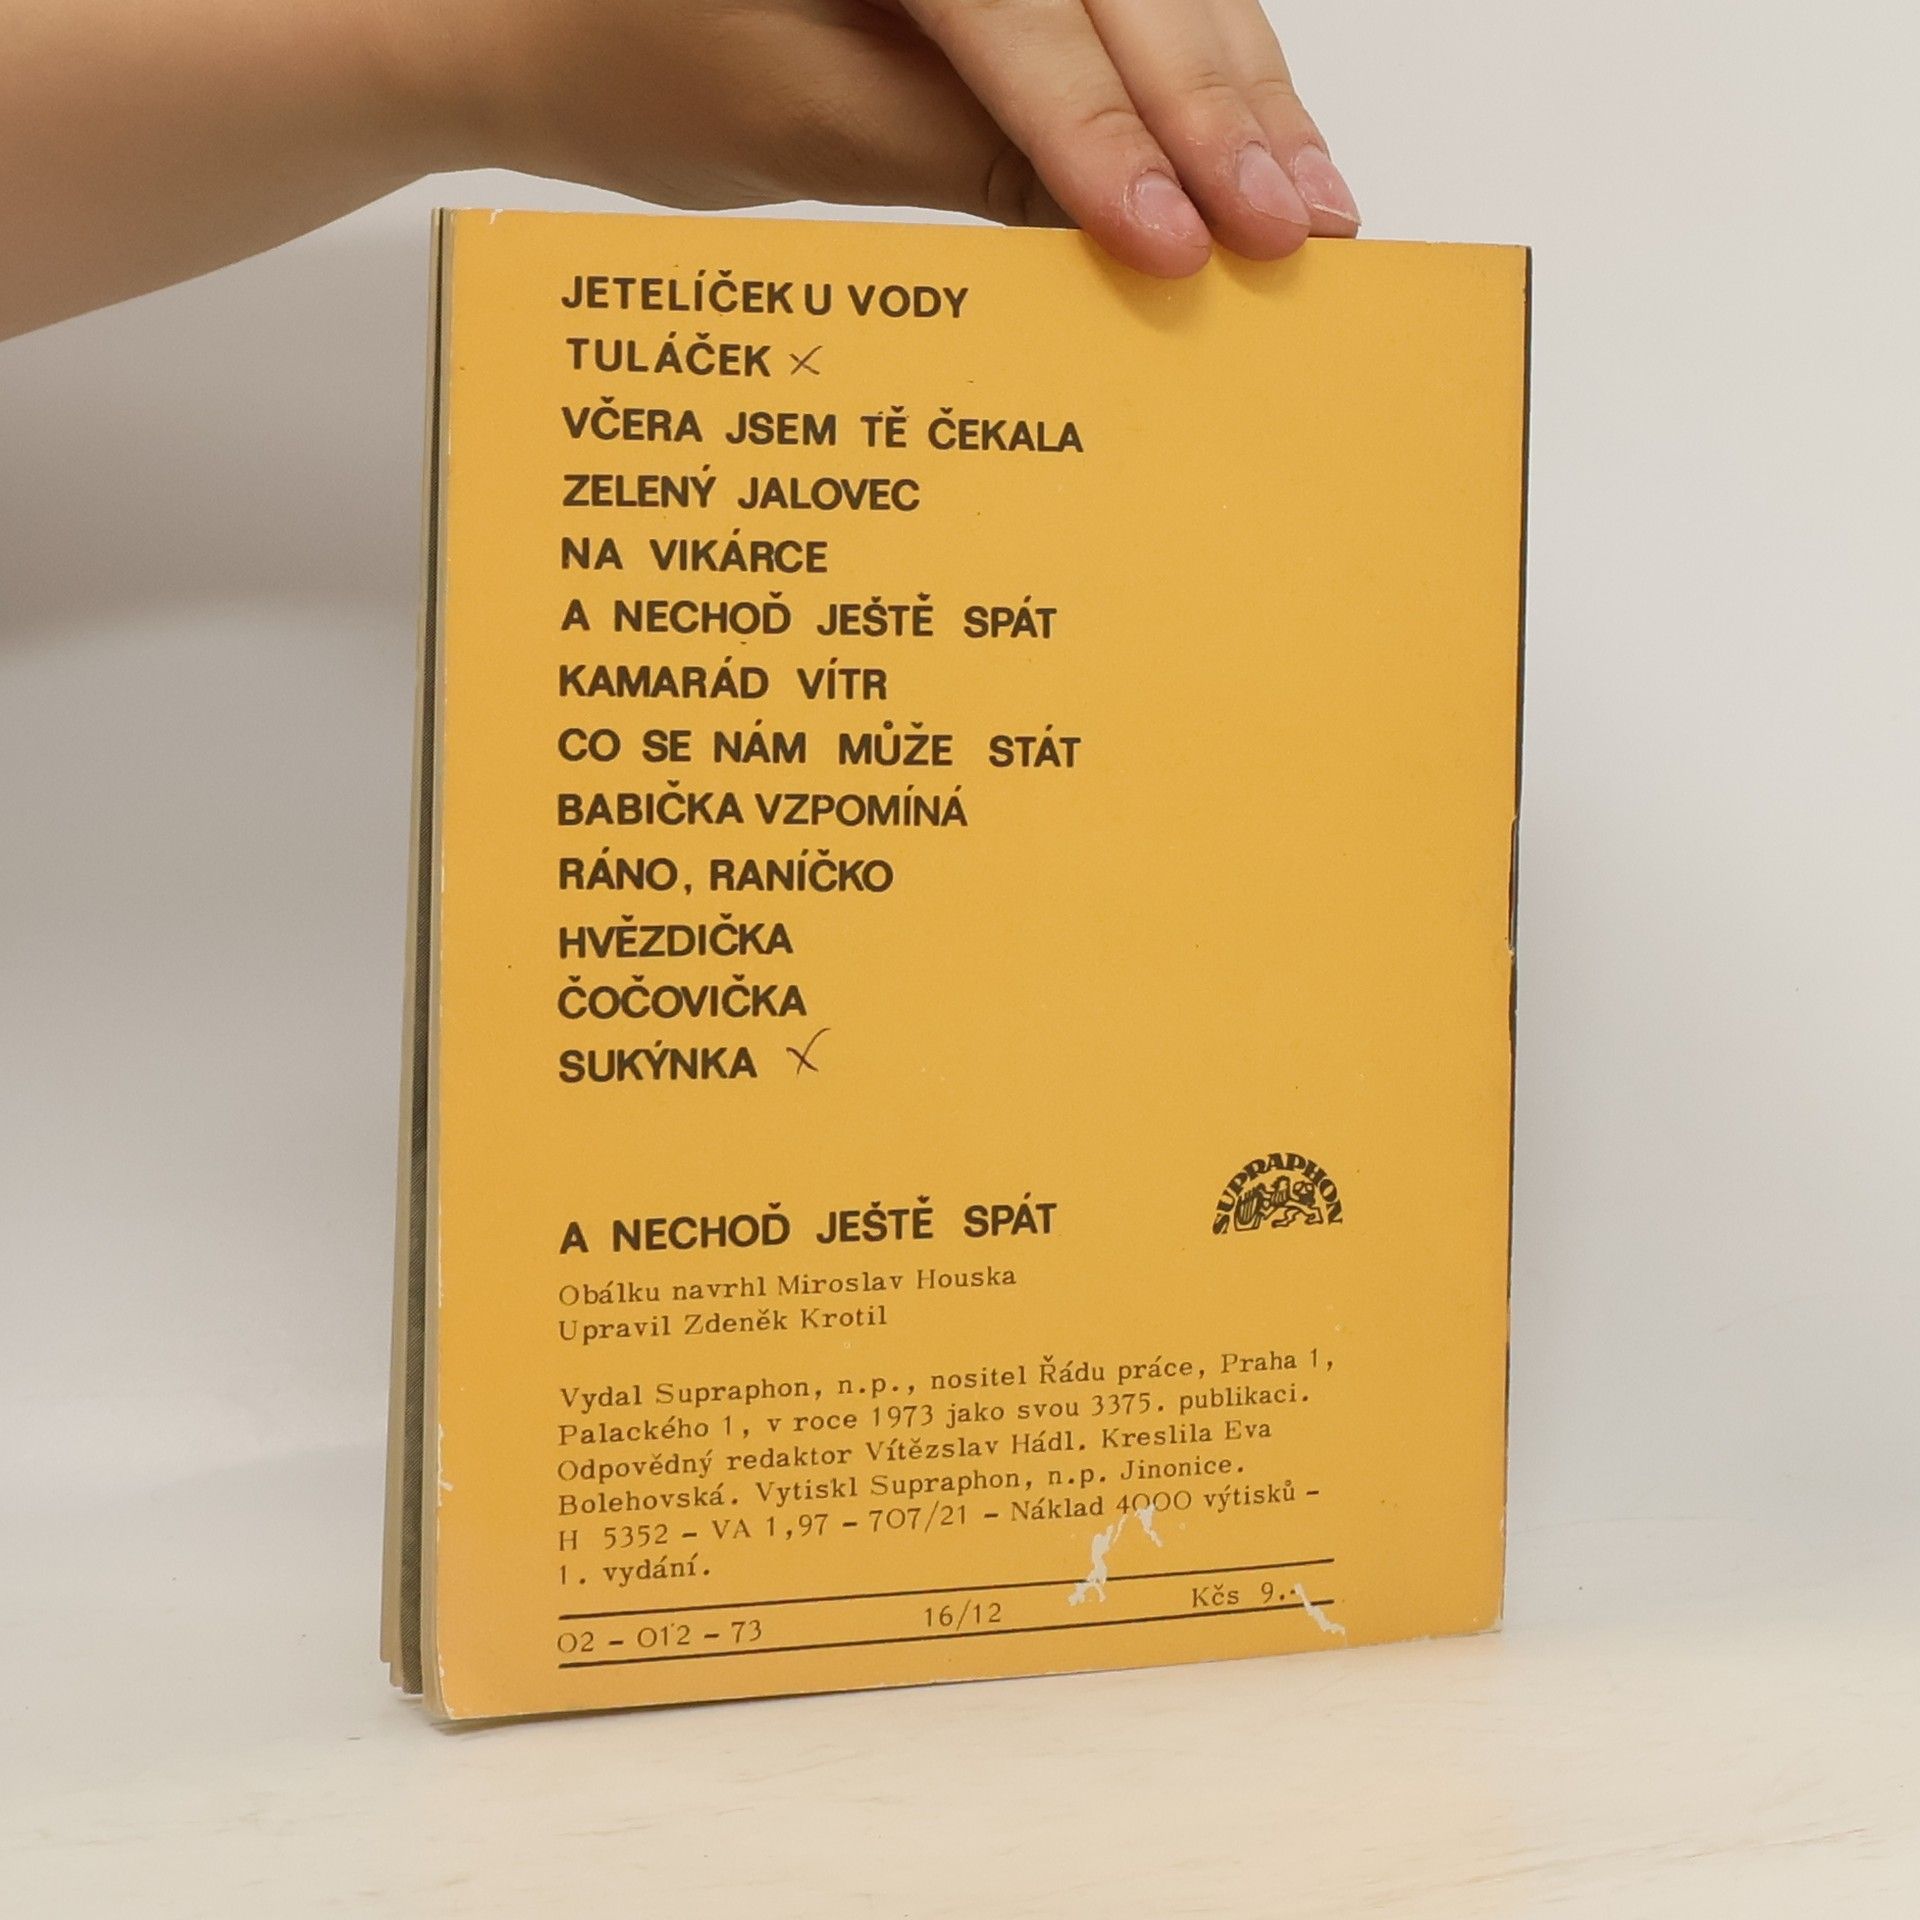 JETELÍČEK U VODY
TULÁČEK x
VČERA JSEM TĚ ČEKALA
ZELENÝ JALOVEC
NA VIKÁRCE
A NECHOĎ JEŠTĚ SPÁT
KAMARÁD VÍTR
CO SE NÁM MŮŽE STÁT
BABIČKA VZPOMÍNÁ
RÁNO, RANÍČKO
HVĚZDIČKA
ČOČOVIČKA
SUKÝNKA x
SUPRAPHON
A NECHOĎ JEŠTĚ SPÁT
Obálku navrhl Miroslav Houska
Upravil Zdeněk Krotil
Vydal Supraphon, n.p., nositel Řádu práce, Praha 1,
Palackého 1, v roce 1973 jako svou 3375. publikaci.
Odpovědný redaktor Vítězslav Hádl. Kreslila Eva
Bolehovská. Vytiskl Supraphon, n.p. Jinonice.
H 5352 – VA 1,97 – 707/21 – Náklad 4000 výtisků –
1. vydání.
02 – 012 – 73 16/12 Kčs 9.-